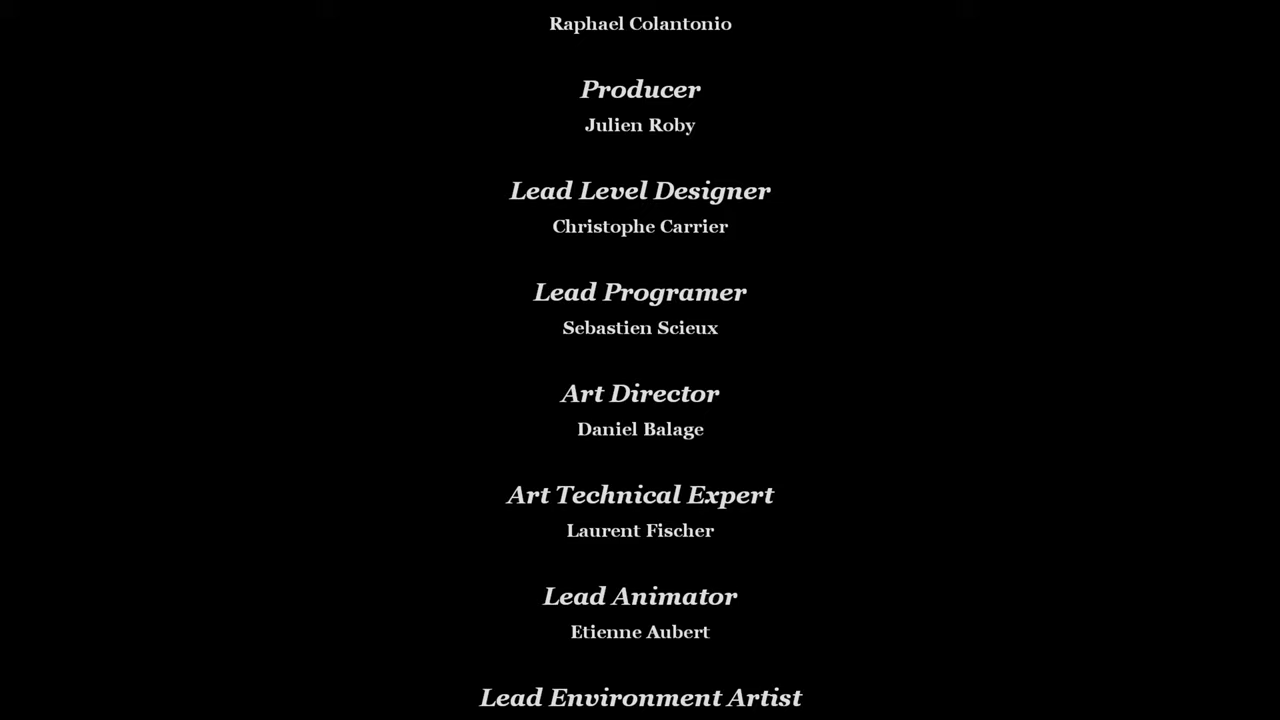 Raphael Colantonio
Producer
Julien Roby
Lead Level Designer
Christophe Carrier
Lead Programer
Sebastien Scieux
Art Director
Daniel Balage
Art Technical Expert
Laurent Fischer
Lead Animator
Etienne Aubert
Lead Environment Artist